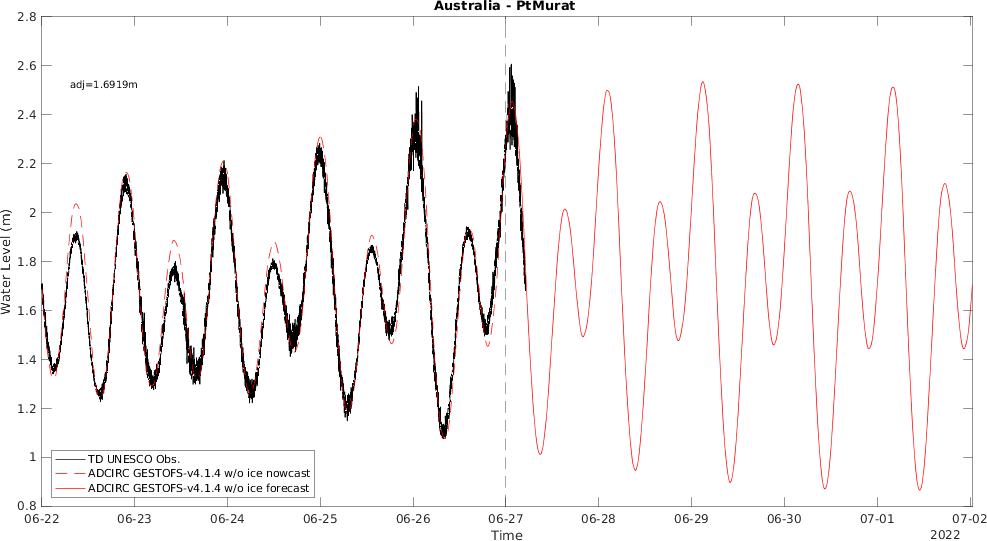 Australia - PtMurat
2.8
2.6
2.4
2.2
2
1.8
1.6
1.4
1.2
1
0.8
Water Level (m)
adj=1.6919m
TD UNESCO Obs.
ADCIRC GESTOFS-v4.1.4 w/o ice nowcast
ADCIRC GESTOFS-v4.1.4 w/o ice forecast
06-22 06-23 06-24 06-25 06-26 06-27 06-28 06-29 06-30 07-01 07-02
Time
2022